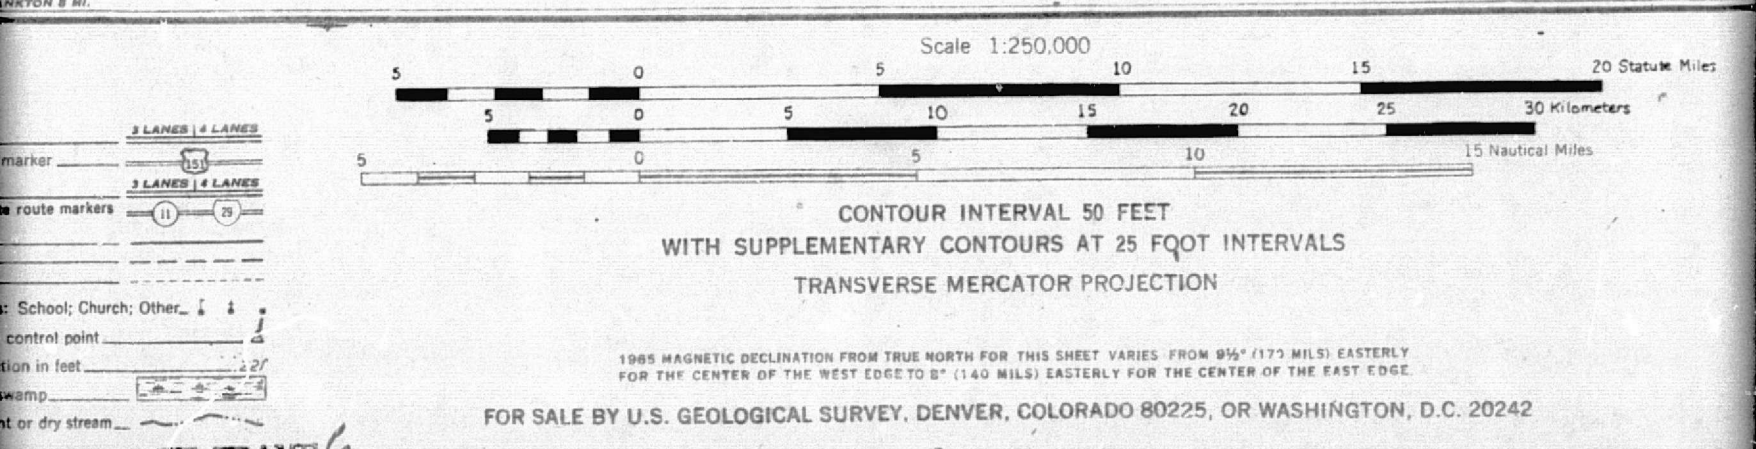 Scale 1:250,000
5 0 5 10 15 20 Statute Miles
5 0 5 10 15 20 25 30 Kilometers
5 0 5 10 15 Nautical Miles
3 LANES | 4 LANES
marker
151
3 LANES | 4 LANES
route markers
11 29
School; Church; Other
control point
tion in feet
swamp
or dry stream
CONTOUR INTERVAL 50 FEET
WITH SUPPLEMENTARY CONTOURS AT 25 FOOT INTERVALS
TRANSVERSE MERCATOR PROJECTION
1965 MAGNETIC DECLINATION FROM TRUE NORTH FOR THIS SHEET VARIES FROM 9½° MILS) EASTERLY
FOR THE CENTER OF THE WEST EDGE TO 8° (140 MILS) EASTERLY FOR THE CENTER OF THE EAST EDGE
FOR SALE BY U.S. GEOLOGICAL SURVEY, DENVER, COLORADO 80225, OR WASHINGTON, D.C. 20242